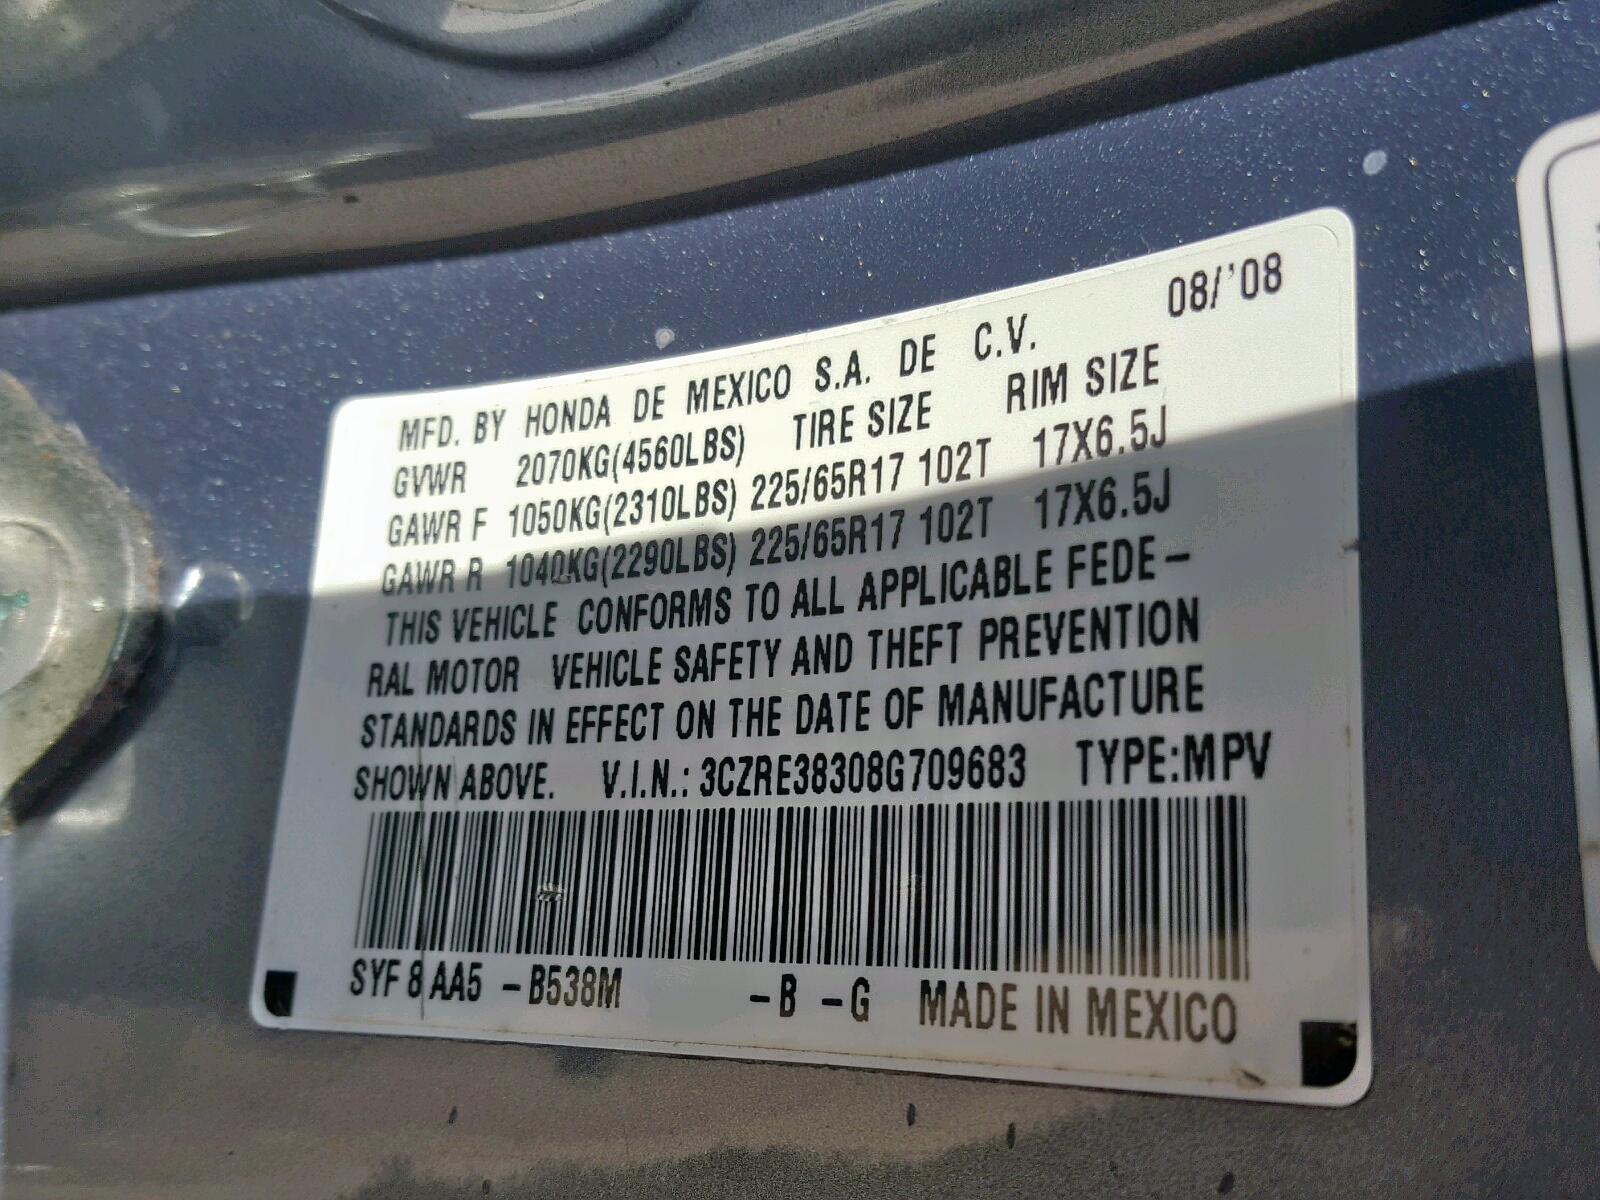 08/'08
MFD. BY HONDA DE MEXICO S.A. DE C.V.
GVWR 2070KG(4560LBS) TIRE SIZE RIM SIZE
GAWR F 1050KG(2310LBS) 225/65R17 102T 17X6.5J
GAWR R 1040KG(2290LBS) 225/65R17 102T 17X6.5J
THIS VEHICLE CONFORMS TO ALL APPLICABLE FEDE-
RAL MOTOR VEHICLE SAFETY AND THEFT PREVENTION
STANDARDS IN EFFECT ON THE DATE OF MANUFACTURE
SHOWN ABOVE. V.I.N.: 3CZRE38308G709683 TYPE:MPV
SYF 8 AA5 -B538M -B -G MADE IN MEXICO